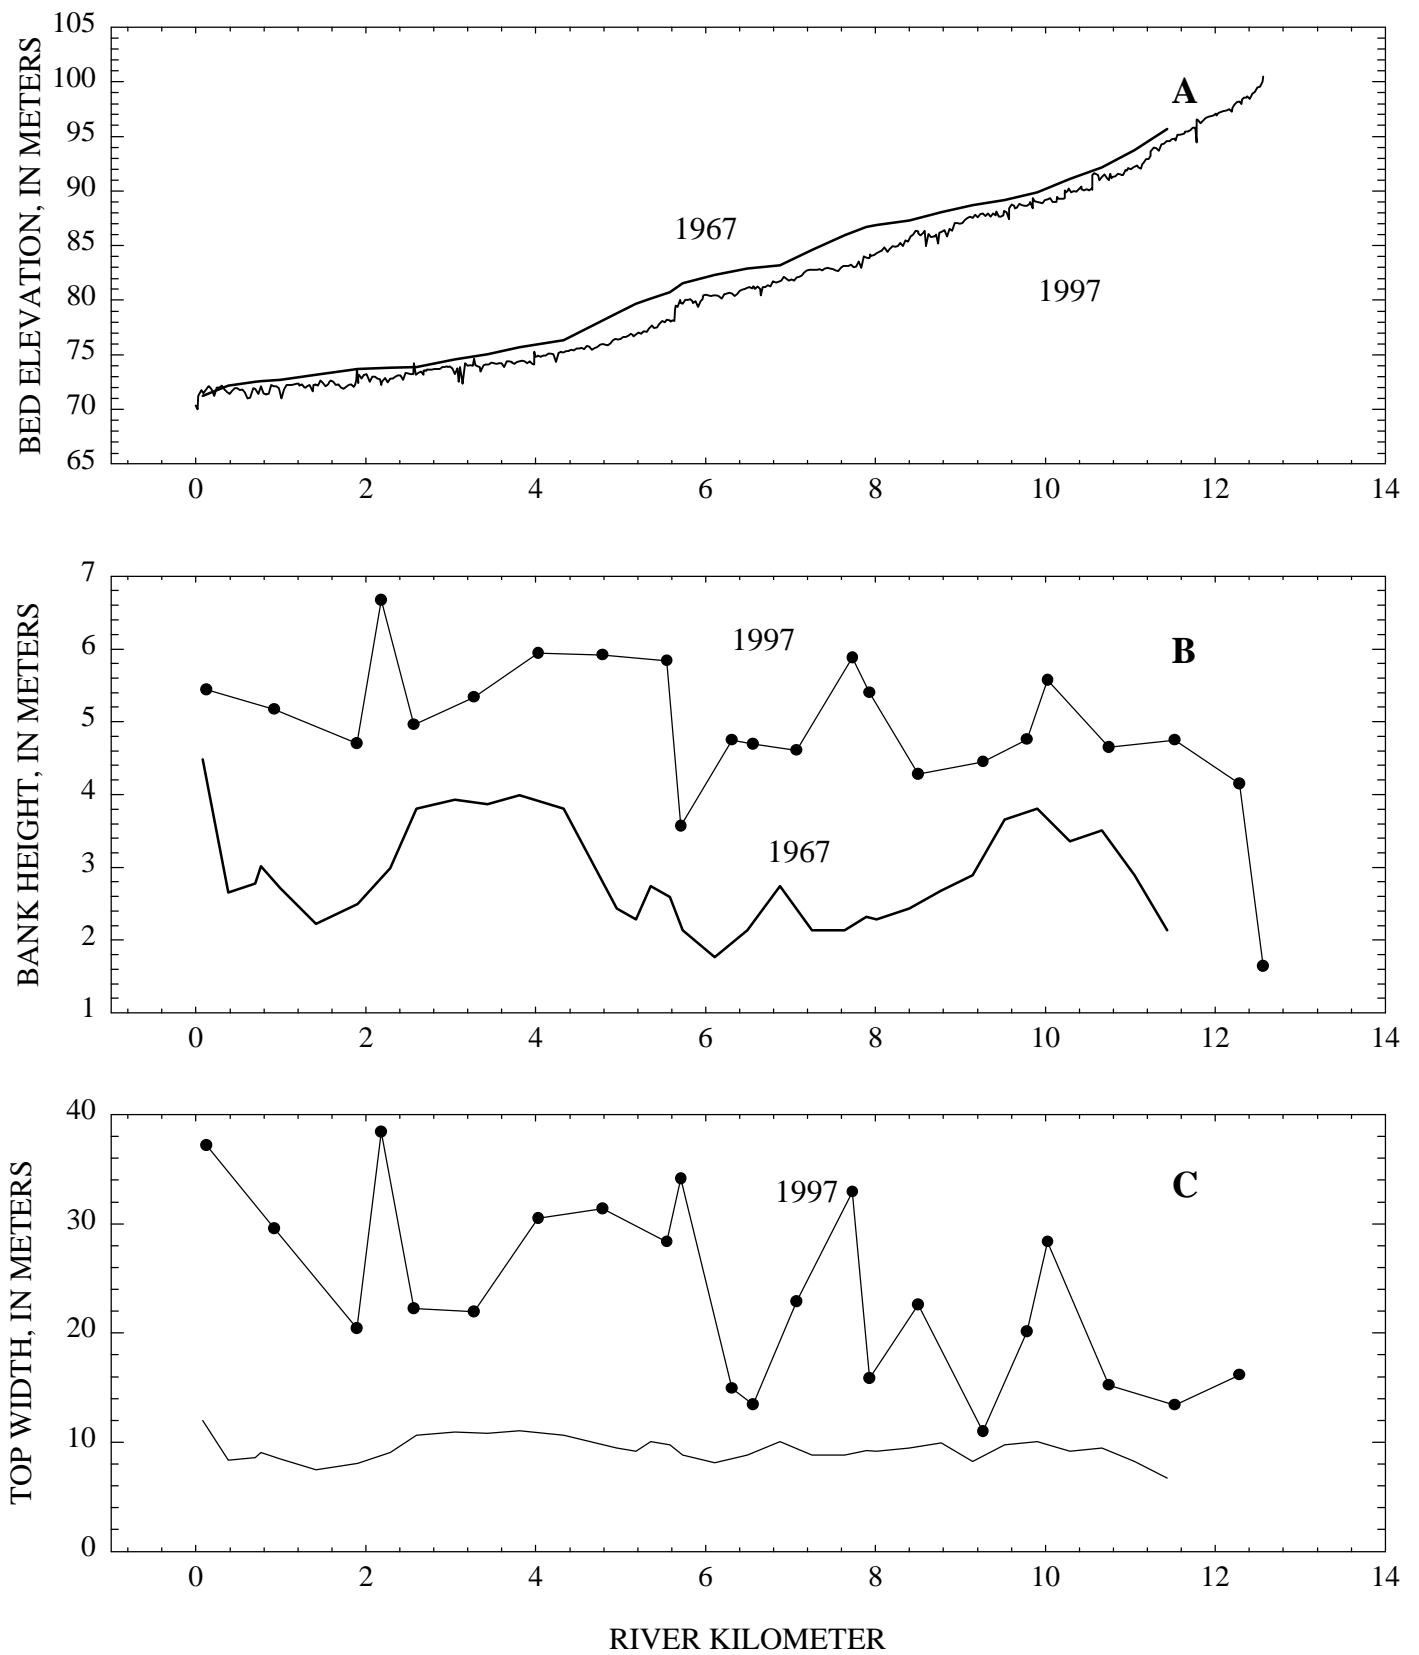 BED ELEVATION, IN METERS
105
100
95
90
85
80
75
70
65
A
1967
1997
0 2 4 6 8 10 12 14
BANK HEIGHT, IN METERS
7
6
5
4
3
2
1
1997
B
1967
0 2 4 6 8 10 12 14
TOP WIDTH, IN METERS
40
30
20
10
0
1997
C
0 2 4 6 8 10 12 14
RIVER KILOMETER